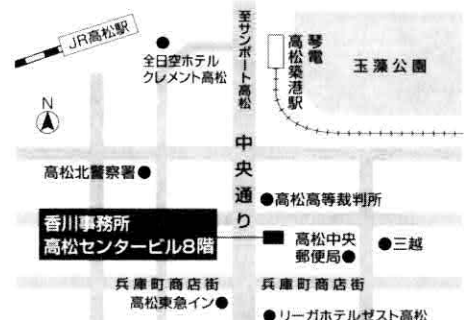 JR高松駅
全日空ホテル
クレメント高松
至サンポート高松
琴電
高松築港駅
玉藻公園
N
中央通り
高松北警察署
高松高等裁判所
香川事務所
高松センタービル8階
高松中央
郵便局
三越
兵庫町商店街
兵庫町商店街
高松東急イン
リーガホテルゼスト高松